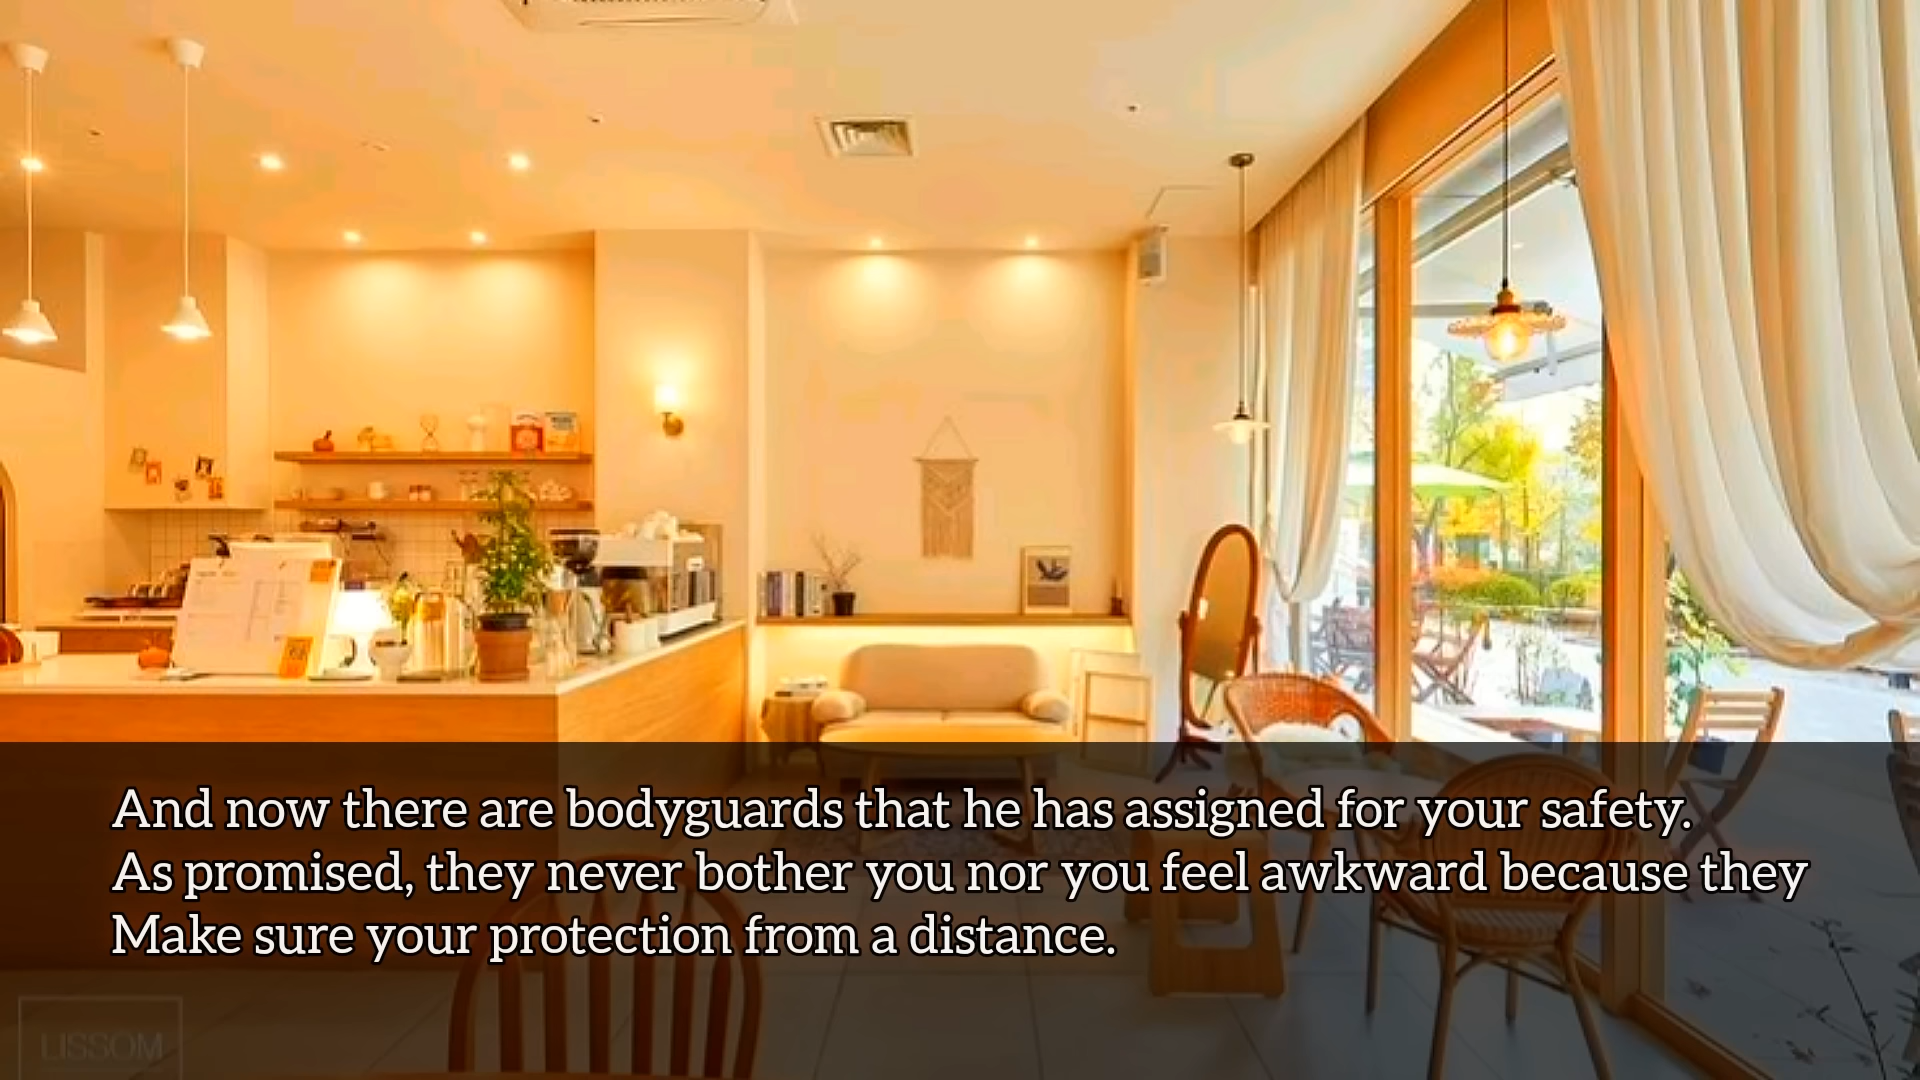 And now there are bodyguards that he has assigned for your safety.
As promised, they never bother you nor you feel awkward because they
Make sure your protection from a distance.
LISSOM